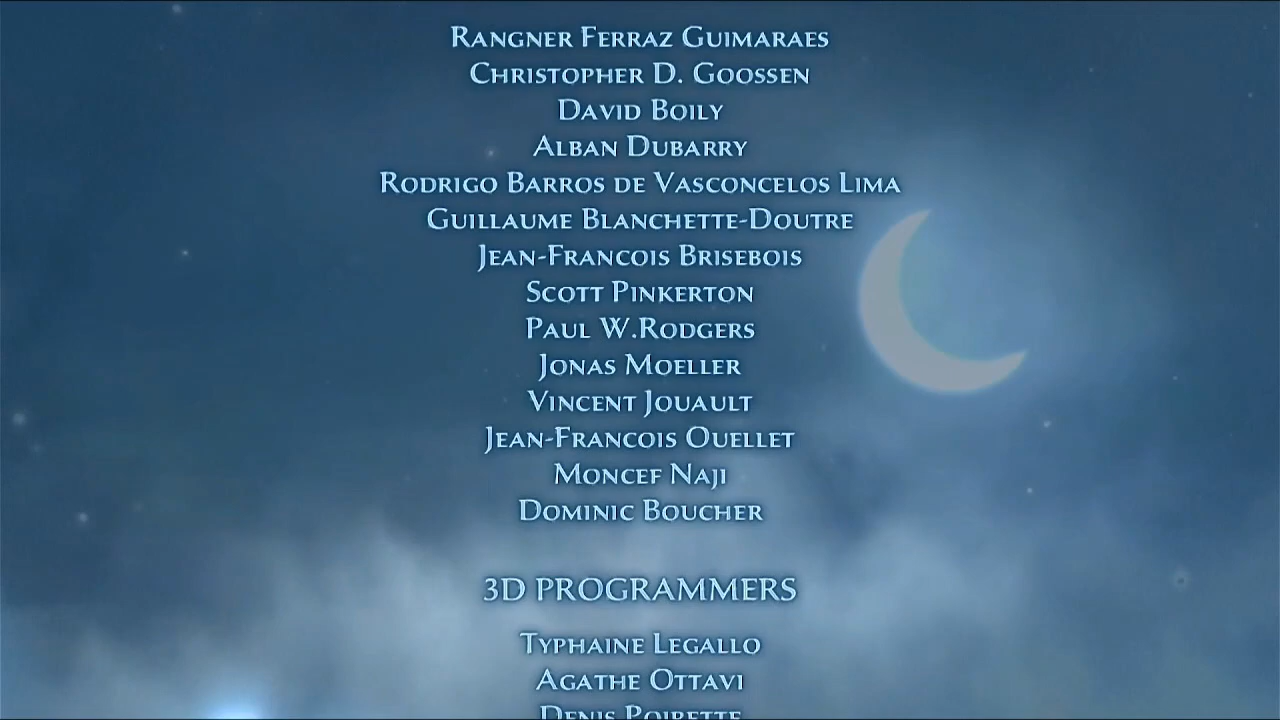 Rangner Ferraz Guimaraes
Christopher D. Goossen
David Boily
Alban Dubarry
Rodrigo Barros de Vasconcelos Lima
Guillaume Blanchette-Doutre
Jean-Francois Brisebois
Scott Pinkerton
Paul W.Rodgers
Jonas Moeller
Vincent Jouault
Jean-Francois Ouellet
Moncef Naji
Dominic Boucher
3D PROGRAMMERS
Typhaine Legallo
Agathe Ottavi
Denis Poirette